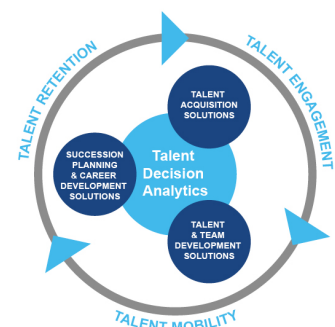 TALENT RETENTION
TALENT ENGAGEMENT
TALENT
ACQUISITION
SOLUTIONS
SUCCESSION
PLANNING
& CAREER
DEVELOPMENT
SOLUTIONS
Talent
Decision
Analytics
TALENT
& TEAM
DEVELOPMENT
SOLUTIONS
TALENT MOBILITY